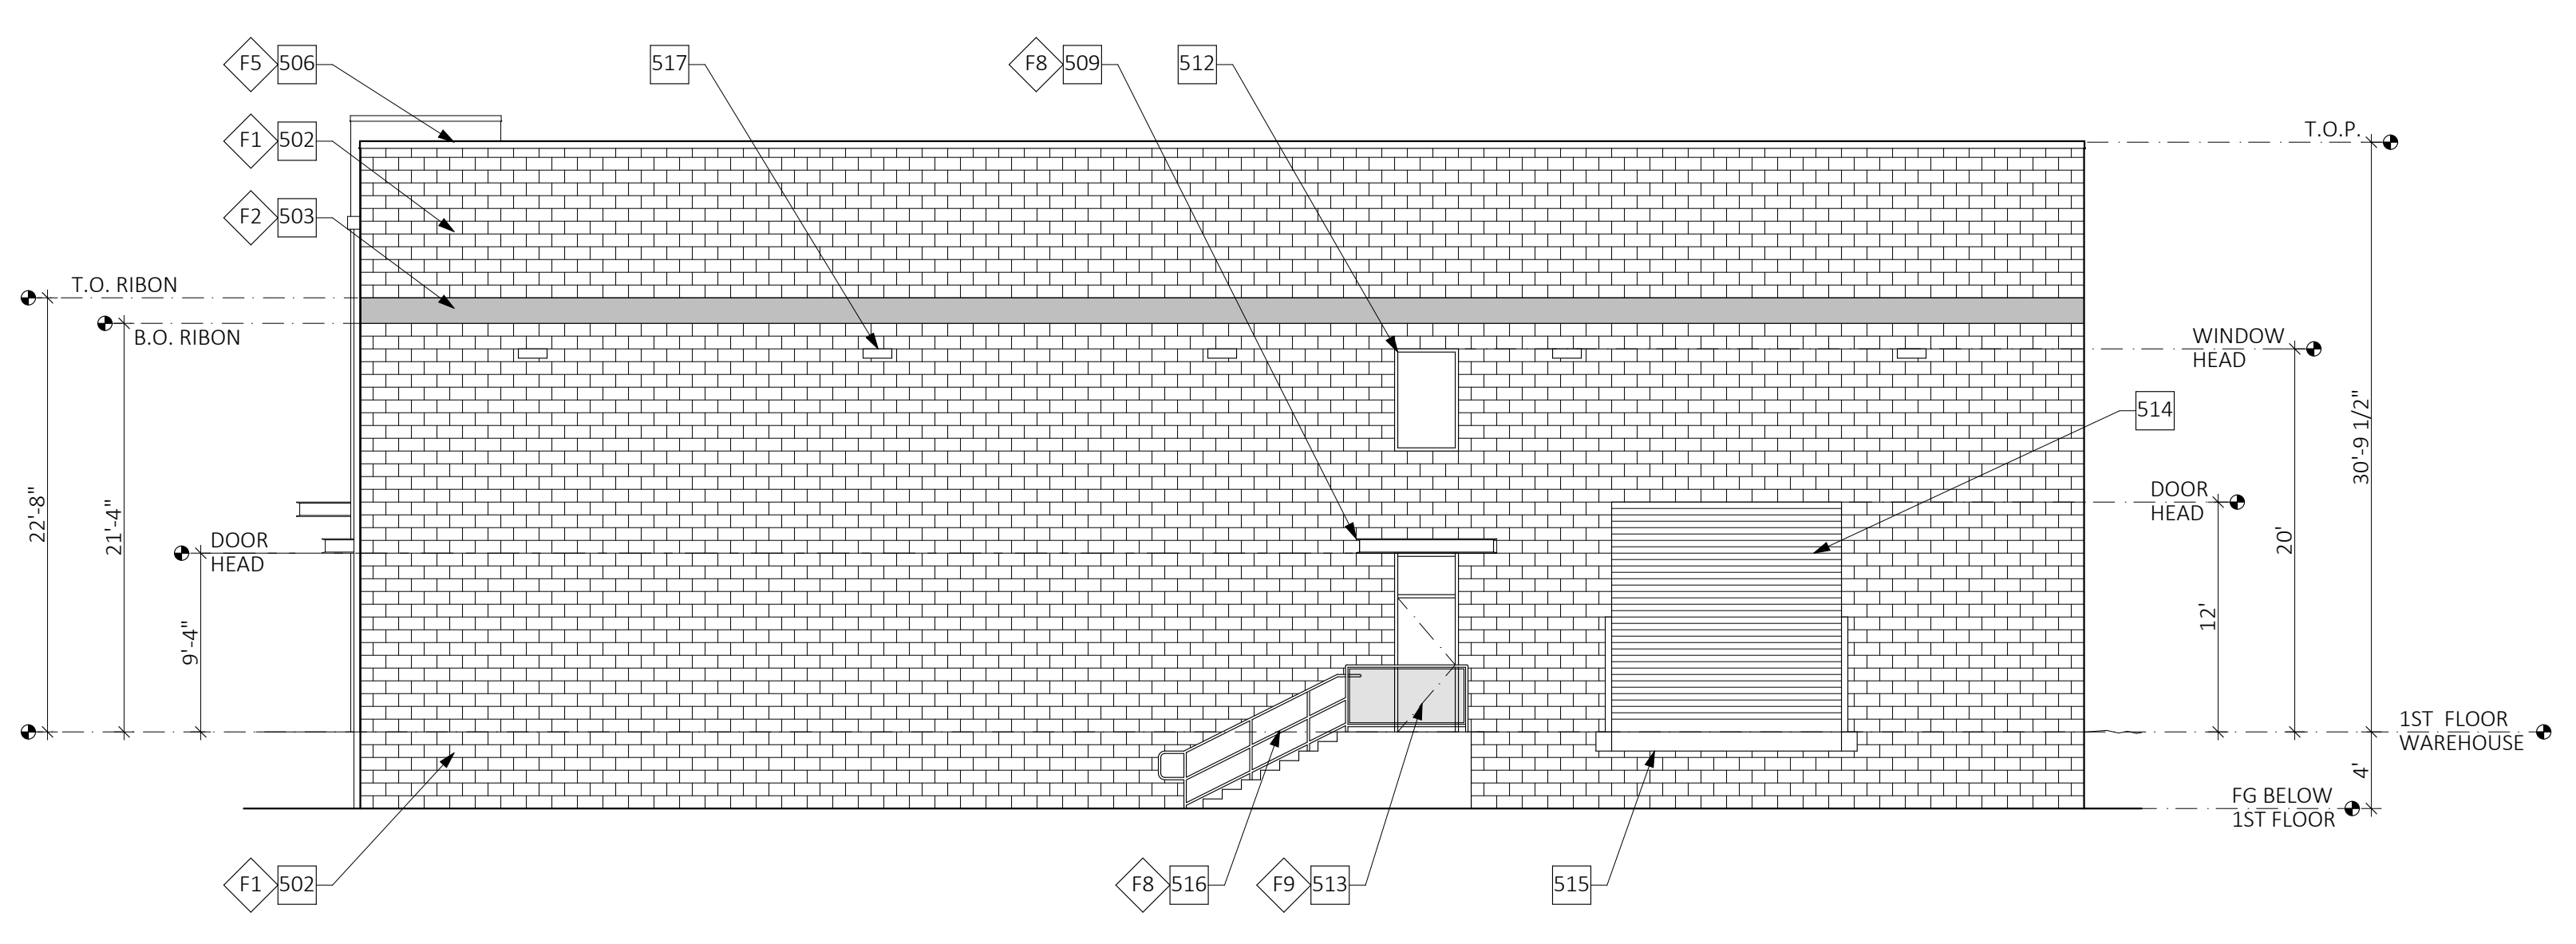 F5 506
517
F8 509
512
F1 502
F2 503
T.O.P.
T.O. RIBON
B.O. RIBON
WINDOW
HEAD
514
30'-9 1/2"
22'-8"
21'-4"
DOOR
HEAD
9'-4"
DOOR
HEAD
20'
12'
1ST FLOOR
WAREHOUSE
4'
FG BELOW
1ST FLOOR
F1 502
F8 516
F9 513
515